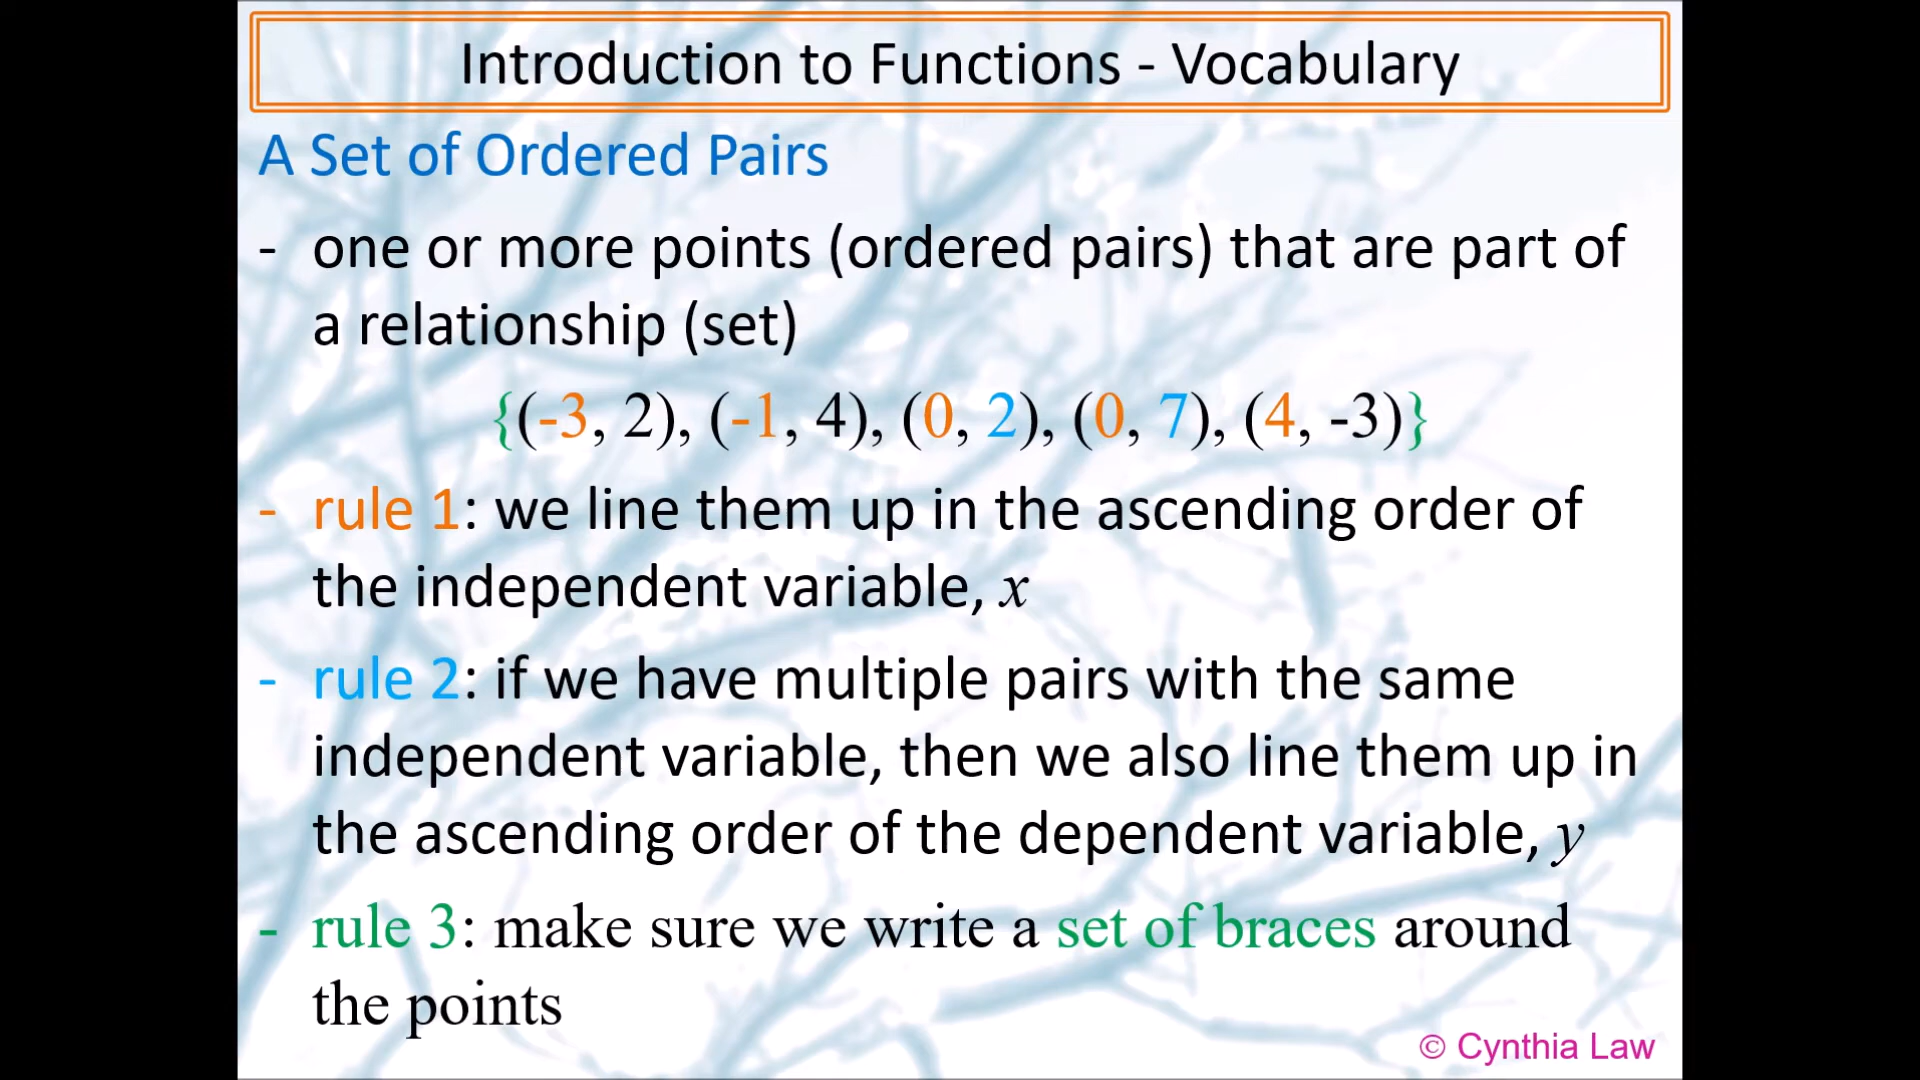 Introduction to Functions - Vocabulary
A Set of Ordered Pairs
- one or more points (ordered pairs) that are part of
a relationship (set)
{(-3, 2), (-1, 4), (0, 2), (0, 7), (4, -3)}
- rule 1: we line them up in the ascending order of
the independent variable, x
- rule 2: if we have multiple pairs with the same
independent variable, then we also line them up in
the ascending order of the dependent variable, y
- rule 3: make sure we write a set of braces around
the points
© Cynthia Law